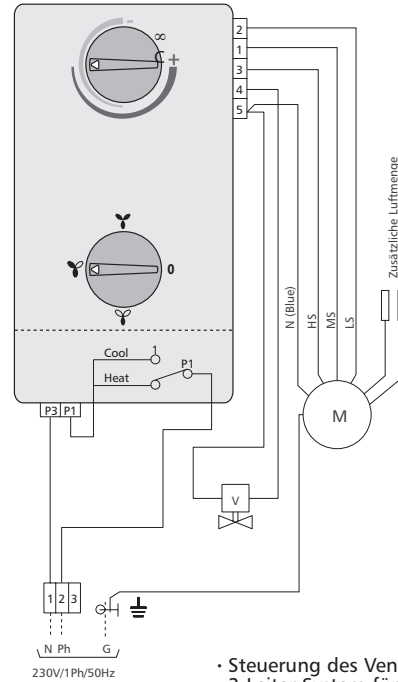 -
∞
+
2
1
3
4
5
0
Zusätzliche Luftmenge
N (Blue)
HS
MS
LS
Cool 1
P1
Heat
P3 P1
M
V
1 2 3
N Ph G
230V/1Ph/50Hz
· Steuerung des Ven